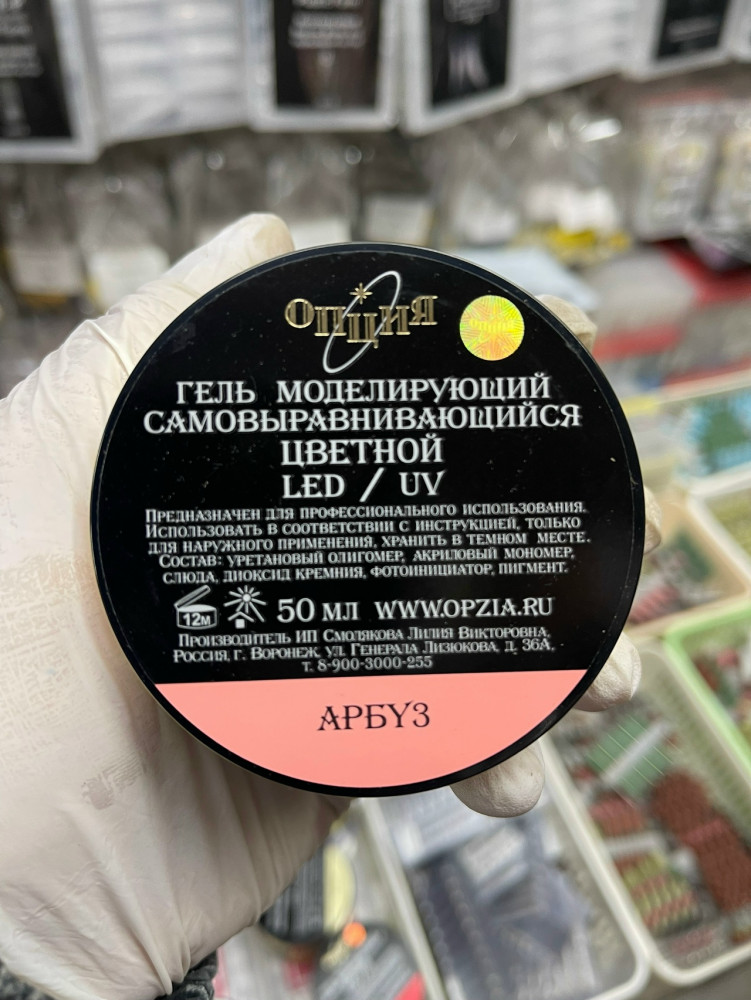 ОПЦИЯ
ГЕЛЬ МОДЕЛИРУЮЩИЙ
САМОВЫРАВНИВАЮЩИЙСЯ
ЦВЕТНОЙ
LED / UV
ПРЕДНАЗНАЧЕН ДЛЯ ПРОФЕССИОНАЛЬНОГО ИСПОЛЬЗОВАНИЯ.
ИСПОЛЬЗОВАТЬ В СООТВЕТСТВИИ С ИНСТРУКЦИЕЙ, ТОЛЬКО
ДЛЯ НАРУЖНОГО ПРИМЕНЕНИЯ, ХРАНИТЬ В ТЕМНОМ МЕСТЕ.
СОСТАВ: УРЕТАНОВЫЙ ОЛИГОМЕР, АКРИЛОВЫЙ МОНОМЕР,
СЛЮДА, ДИОКСИД КРЕМНИЯ, ФОТОИНИЦИАТОР, ПИГМЕНТ.
12М 50 МЛ WWW.OPZIA.RU
ПРОИЗВОДИТЕЛЬ ИП СМОЛЯКОВА ЛИЛИЯ ВИКТОРОВНА,
РОССИЯ, Г. ВОРОНЕЖ, УЛ. ГЕНЕРАЛА ЛИЗЮКОВА, Д. 36А,
Т. 8-900-3000-255
АРБУЗ